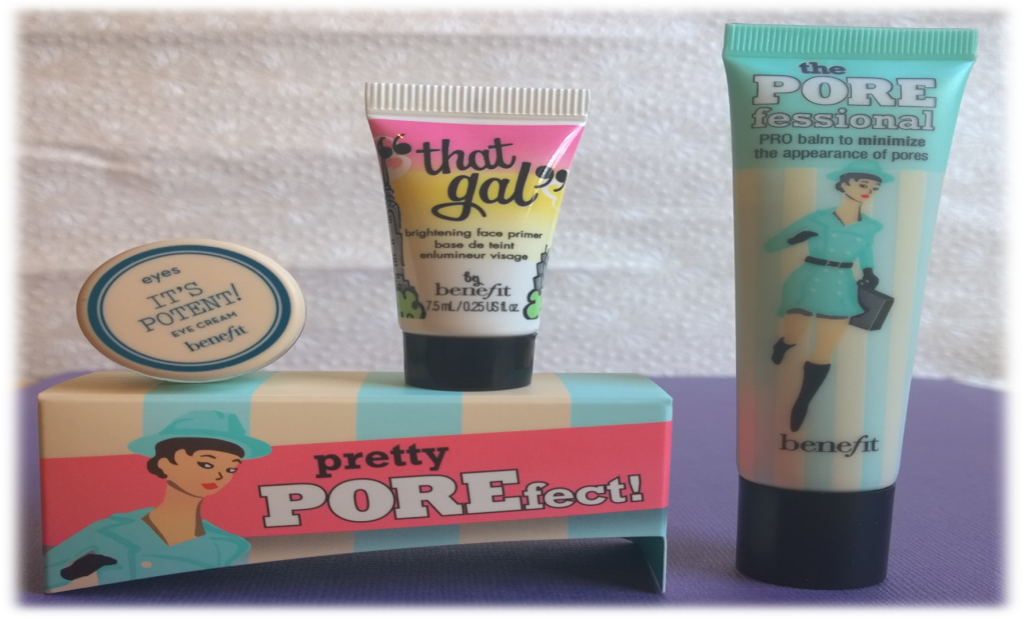 eyes
IT'S
POTENT!
EYE CREAM
benefit
“that
gal”
brightening face primer
base de teint
enlumineur visage
by
benefit
7.5 mL / 0.25 US fl. oz.
the
PORE
fessional
PRO balm to minimize
the appearance of pores
benefit
pretty
POREfect!